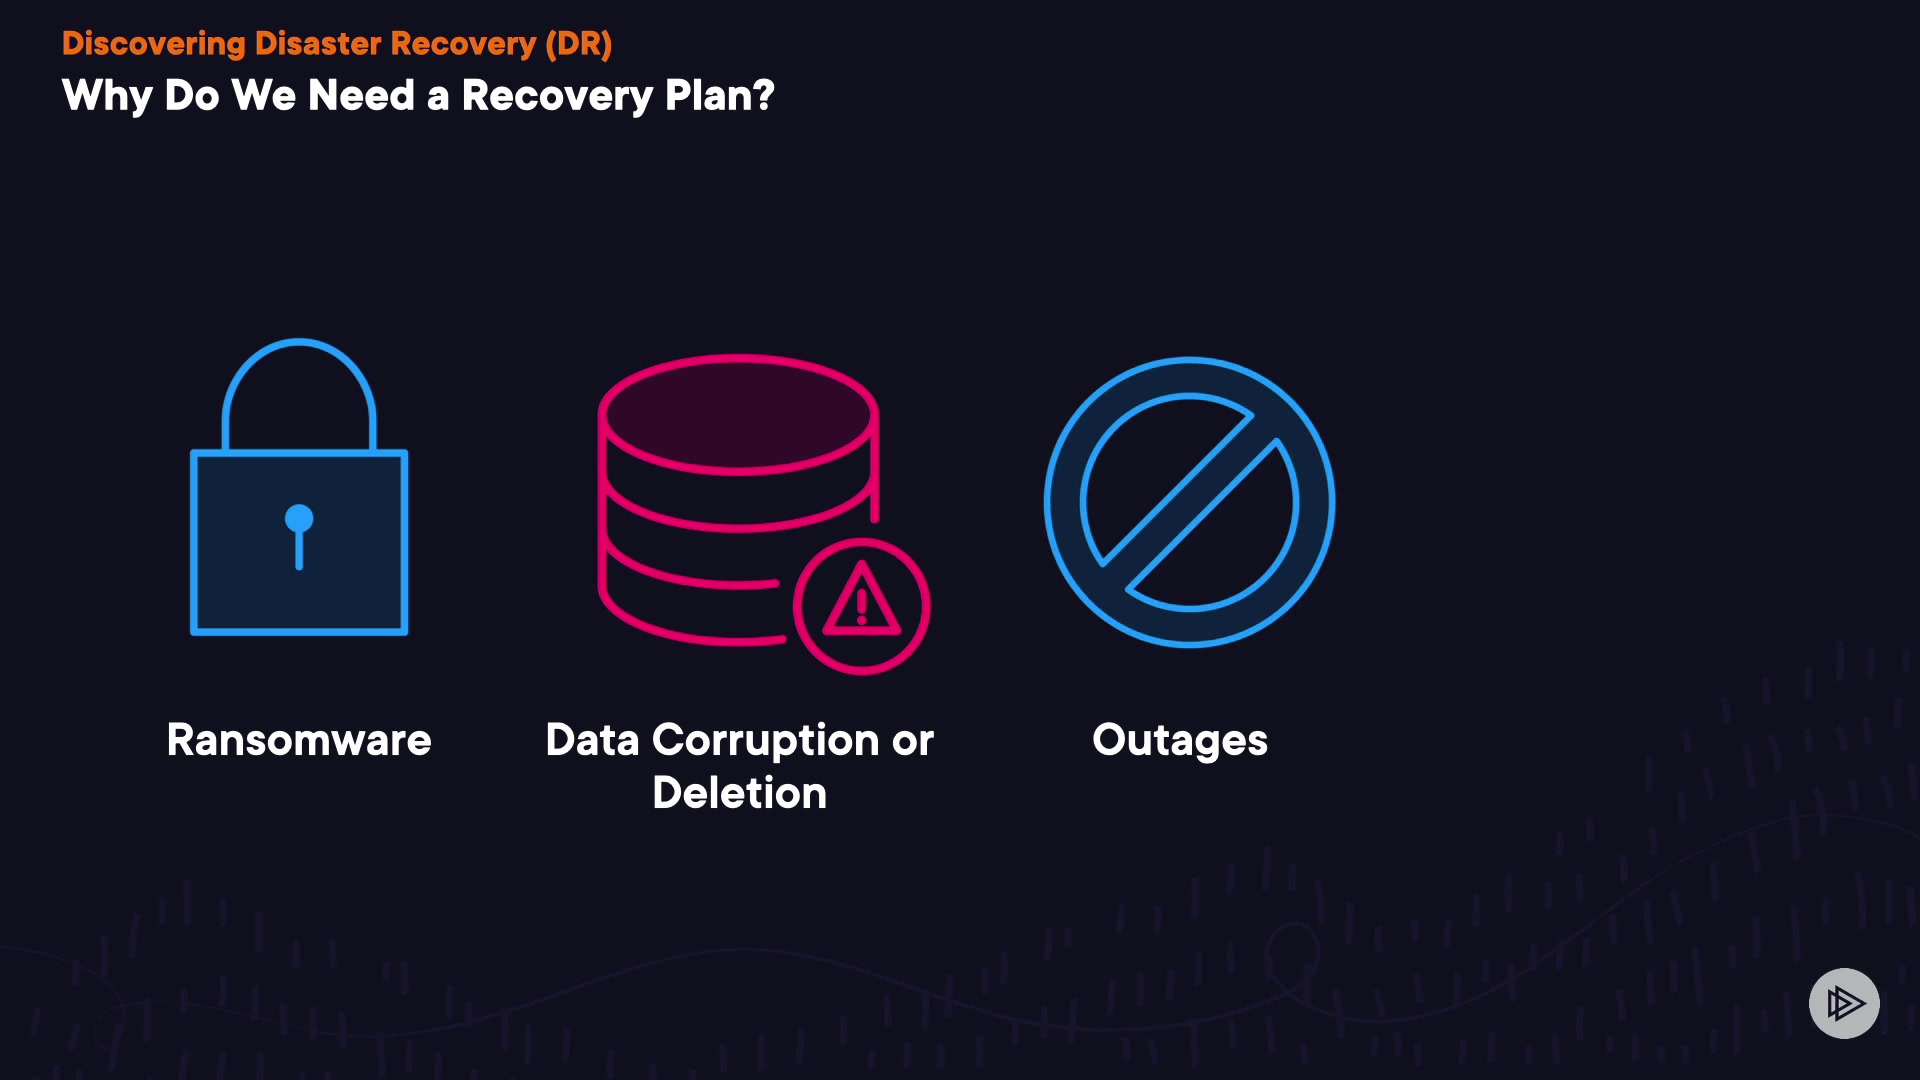 Discovering Disaster Recovery (DR)
Why Do We Need a Recovery Plan?
Ransomware
Data Corruption or
Deletion
Outages